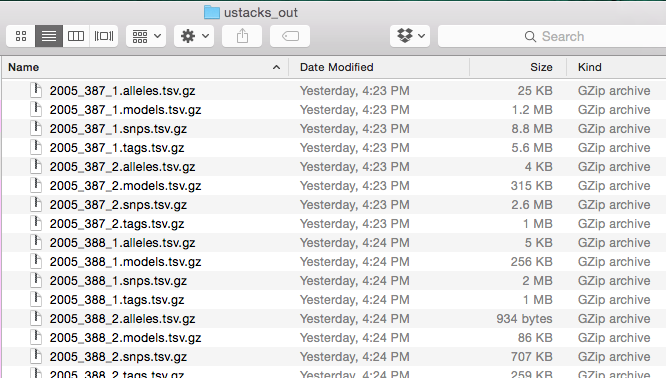 ustacks_out
Search
Name Date Modified Size Kind
2005_387_1.alleles.tsv.gz Yesterday, 4:23 PM 25 KB GZip archive
2005_387_1.models.tsv.gz Yesterday, 4:23 PM 1.2 MB GZip archive
2005_387_1.snps.tsv.gz Yesterday, 4:23 PM 8.8 MB GZip archive
2005_387_1.tags.tsv.gz Yesterday, 4:23 PM 5.6 MB GZip archive
2005_387_2.alleles.tsv.gz Yesterday, 4:23 PM 4 KB GZip archive
2005_387_2.models.tsv.gz Yesterday, 4:23 PM 315 KB GZip archive
2005_387_2.snps.tsv.gz Yesterday, 4:23 PM 2.6 MB GZip archive
2005_387_2.tags.tsv.gz Yesterday, 4:23 PM 1 MB GZip archive
2005_388_1.alleles.tsv.gz Yesterday, 4:24 PM 5 KB GZip archive
2005_388_1.models.tsv.gz Yesterday, 4:24 PM 256 KB GZip archive
2005_388_1.snps.tsv.gz Yesterday, 4:24 PM 2 MB GZip archive
2005_388_1.tags.tsv.gz Yesterday, 4:24 PM 1 MB GZip archive
2005_388_2.alleles.tsv.gz Yesterday, 4:24 PM 934 bytes GZip archive
2005_388_2.models.tsv.gz Yesterday, 4:24 PM 86 KB GZip archive
2005_388_2.snps.tsv.gz Yesterday, 4:24 PM 707 KB GZip archive
2005_388_2.tags.tsv.gz Yesterday, 4:24 PM 259 KB GZip archive